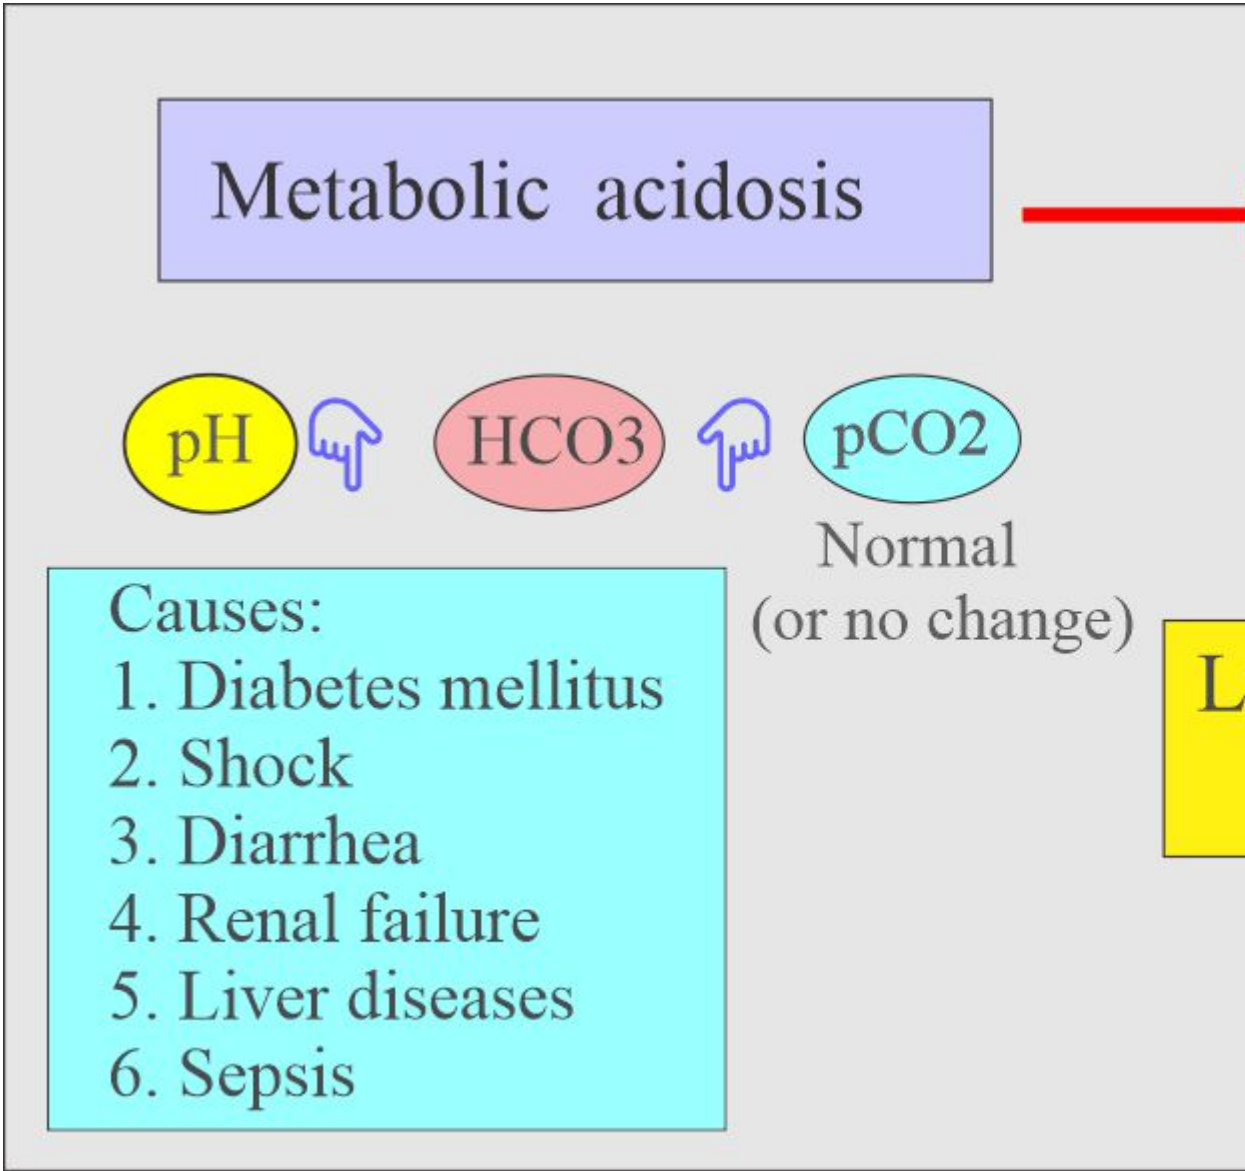 Metabolic acidosis
pH HCO3 pCO2
Normal
(or no change)
Causes:
1. Diabetes mellitus
2. Shock
3. Diarrhea
4. Renal failure
5. Liver diseases
6. Sepsis
L